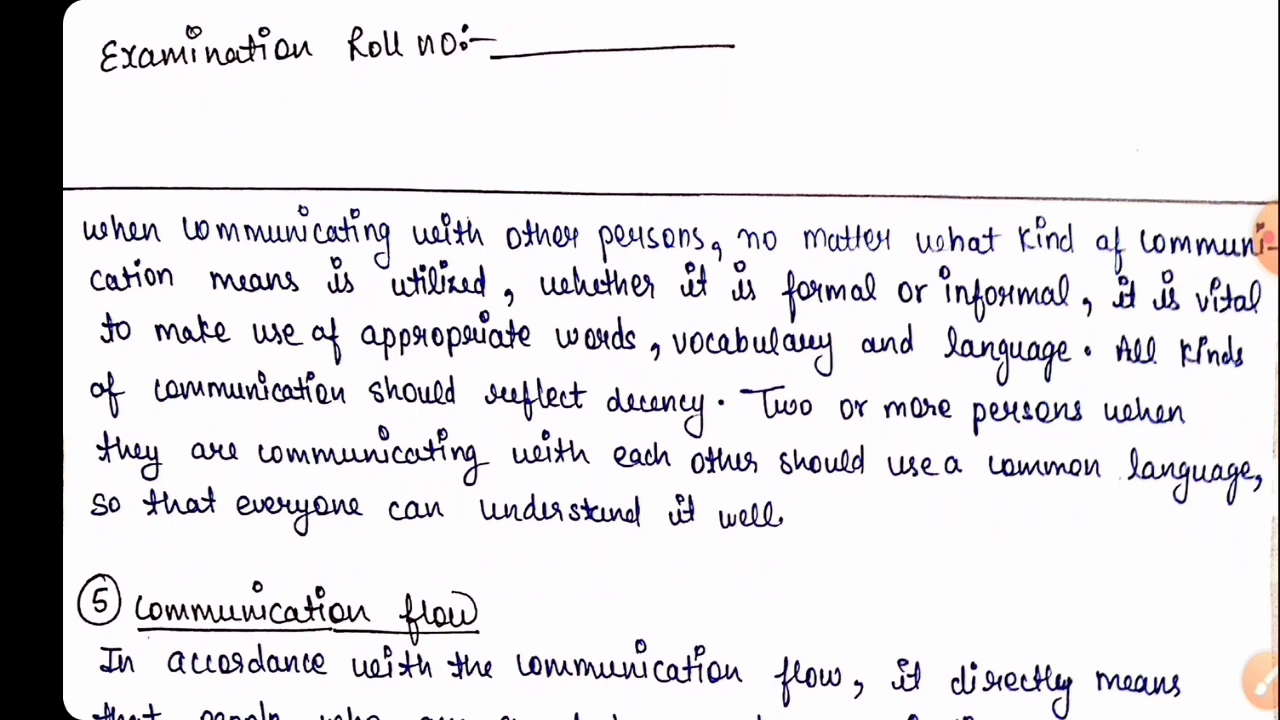 Examination Roll no:-
when communicating with other persons, no matter what kind of communi-
cation means is utilized, whether it is formal or informal, it is vital
to make use of appropriate words, vocabulary and language. All kinds
of communication should reflect decency. Two or more persons when
they are communicating with each other should use a common language,
so that everyone can understand it well.
5 Communication flow
In accordance with the communication flow, it directly means
that people who